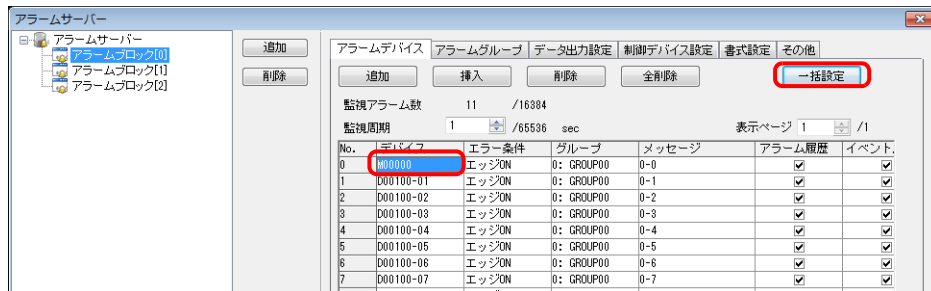 アラームサーバー
アラームサーバー
アラームブロック[0]
アラームブロック[1]
アラームブロック[2]
追加
削除
アラームデバイス アラームグループ データ出力設定 制御デバイス設定 書式設定 その他
追加 挿入 削除 全削除 一括設定
監視アラーム数 11 /16384
監視周期 1 /65536 sec 表示ページ 1 /1
No. デバイス エラー条件 グループ メッセージ アラーム履歴 イベント
0 M00000 エッジON 0: GROUP00 0-0
1 D00100-01 エッジON 0: GROUP00 0-1
2 D00100-02 エッジON 0: GROUP00 0-2
3 D00100-03 エッジON 0: GROUP00 0-3
4 D00100-04 エッジON 0: GROUP00 0-4
5 D00100-05 エッジON 0: GROUP00 0-5
6 D00100-06 エッジON 0: GROUP00 0-6
7 D00100-07 エッジON 0: GROUP00 0-7